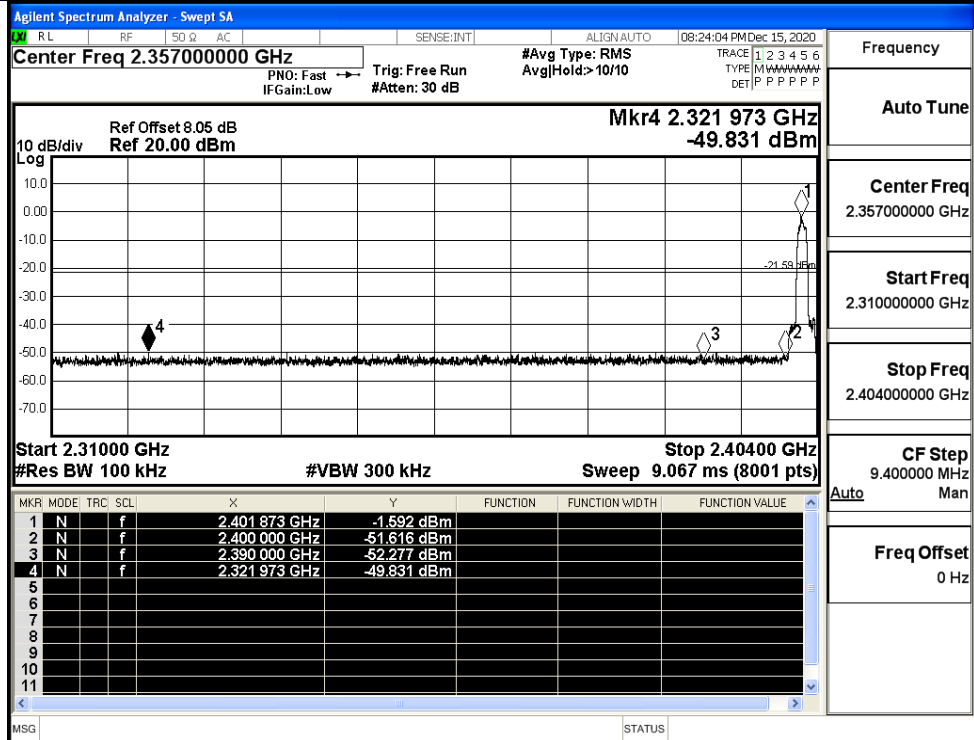 Agilent Spectrum Analyzer - Swept SA
LXI RL RF 50 Ω AC SENSE:INT ALIGN AUTO 08:24:04 PM Dec 15, 2020
Center Freq 2.357000000 GHz
PNO: Fast
IFGain:Low
Trig: Free Run
#Atten: 30 dB
#Avg Type: RMS
Avg|Hold:>10/10
TRACE 1 2 3 4 5 6
TYPE M W W W W W
DET P P P P P P
Mkr4 2.321 973 GHz
-49.831 dBm
Ref Offset 8.05 dB
10 dB/div Ref 20.00 dBm
Log
10.0
0.00
-10.0
-20.0
-30.0
-40.0
-50.0
-60.0
-70.0
1
-21.59 dBm
4
3
2
Start 2.31000 GHz Stop 2.40400 GHz
#Res BW 100 kHz #VBW 300 kHz Sweep 9.067 ms (8001 pts)
MKR MODE TRC SCL X Y FUNCTION FUNCTION WIDTH FUNCTION VALUE
1 N f 2.401 873 GHz -1.592 dBm
2 N f 2.400 000 GHz -51.616 dBm
3 N f 2.390 000 GHz -52.277 dBm
4 N f 2.321 973 GHz -49.831 dBm
5
6
7
8
9
10
11
MSG STATUS
Frequency
Auto Tune
Center Freq
2.357000000 GHz
Start Freq
2.310000000 GHz
Stop Freq
2.404000000 GHz
CF Step
9.400000 MHz
Auto Man
Freq Offset
0 Hz